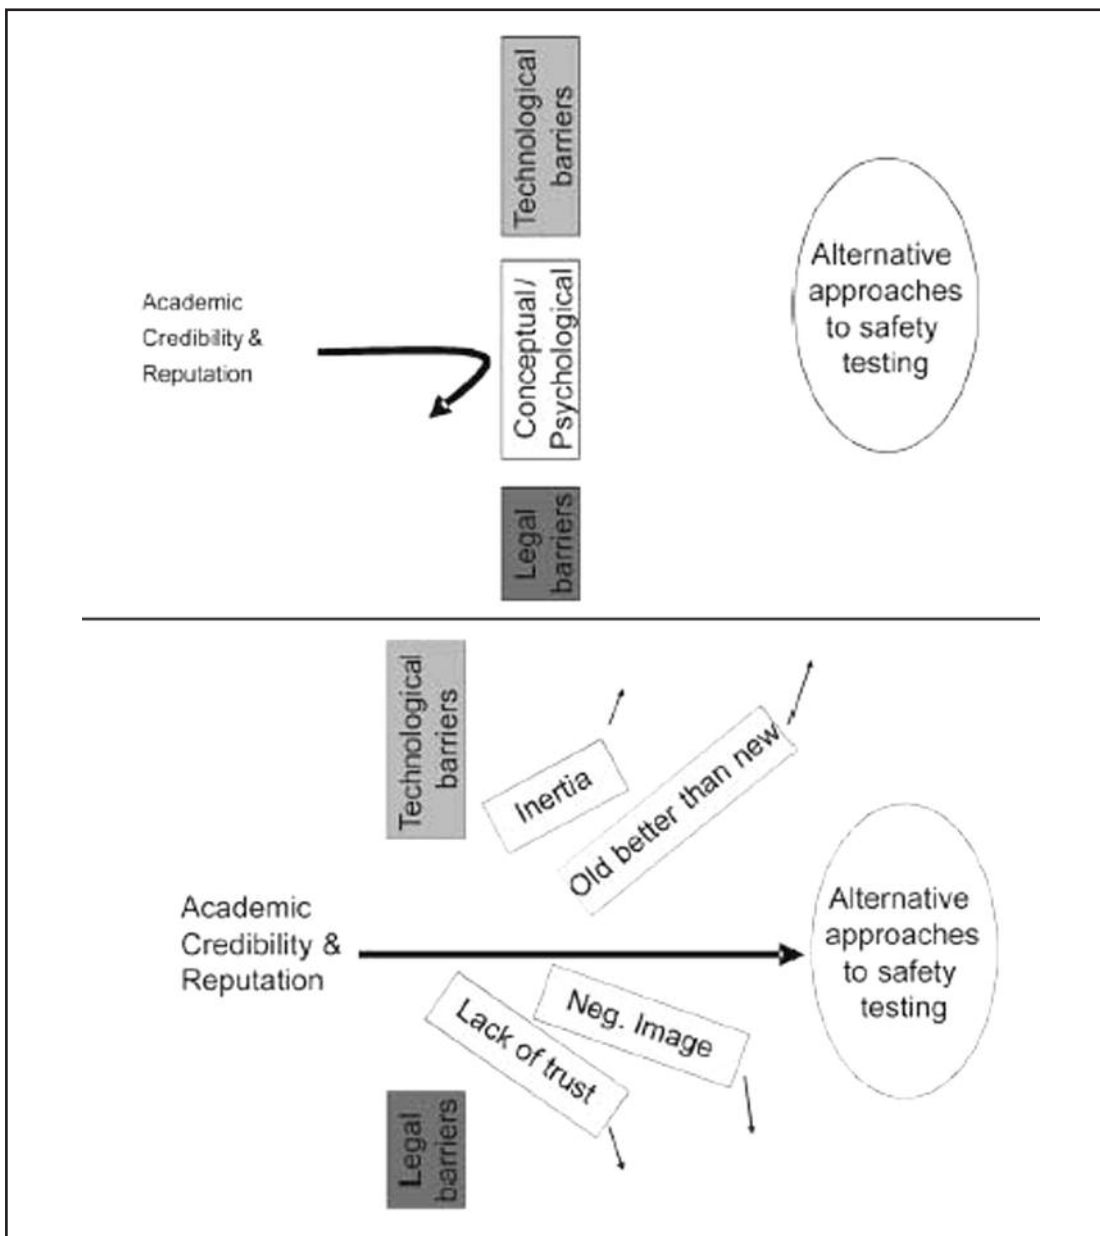 Technological
barriers
Academic
Credibility &
Reputation
Conceptual/
Psychological
Alternative
approaches
to safety
testing
Legal
barriers
Technological
barriers
Inertia
Old better than new
Academic
Credibility &
Reputation
Alternative
approaches
to safety
testing
Lack of trust
Neg. Image
Legal
barriers